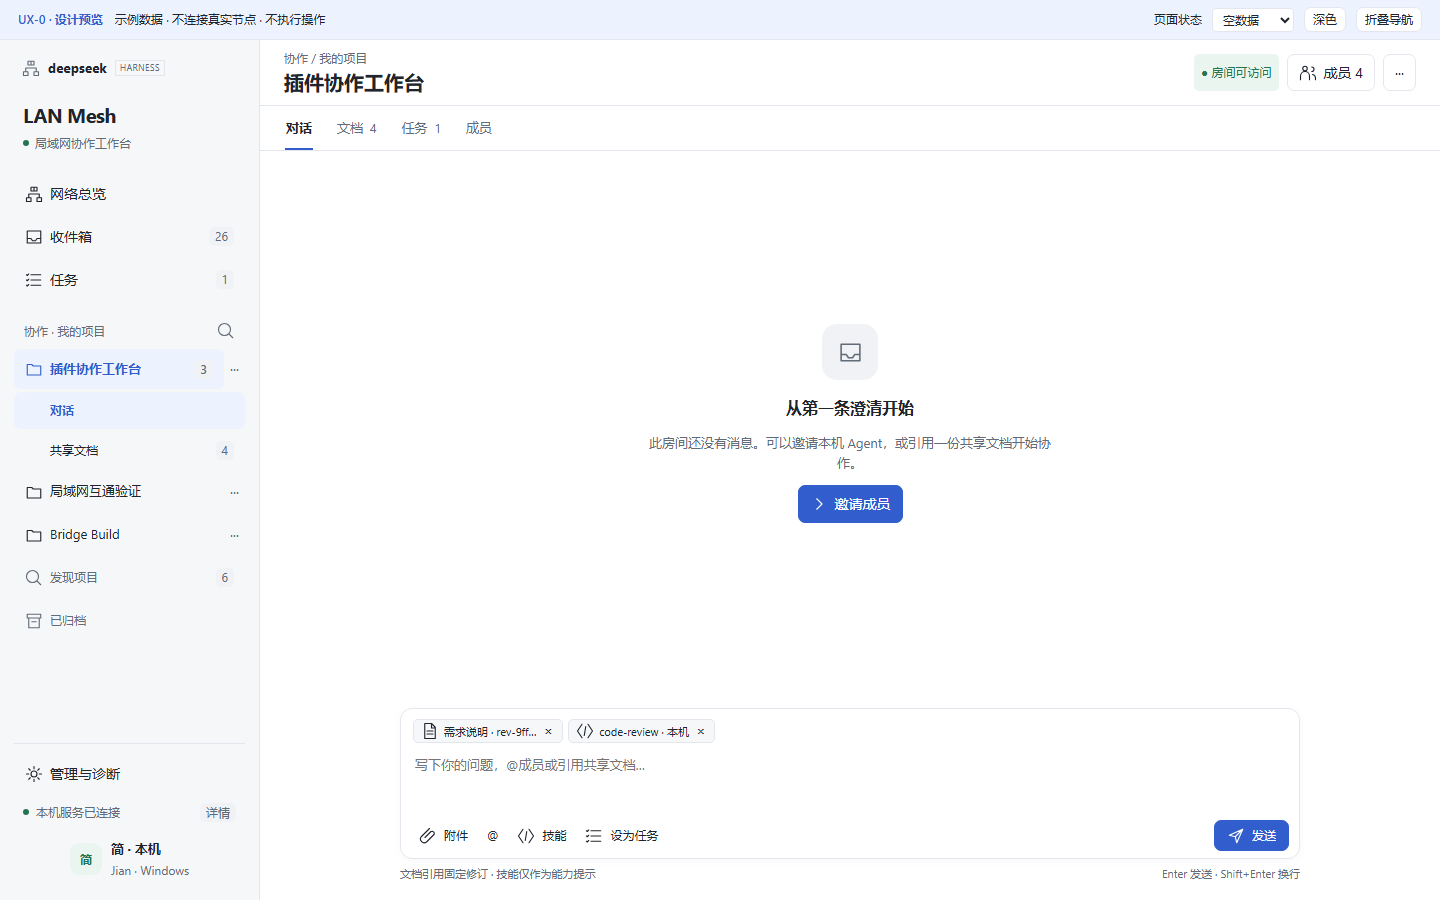 UX-0 · 设计预览 示例数据 · 不连接真实节点 · 不执行操作 页面状态 空数据 深色 折叠导航
deepseek HARNESS
LAN Mesh
局域网协作工作台
网络总览
收件箱 26
任务 1
协作 · 我的项目
插件协作工作台 3 ...
对话
共享文档 4
局域网互通验证 ...
Bridge Build ...
发现项目 6
已归档
管理与诊断
本机服务已连接 详情
简 简 · 本机
Jian · Windows
协作 / 我的项目
插件协作工作台
房间可访问 成员 4 ...
对话 文档 4 任务 1 成员
从第一条澄清开始
此房间还没有消息。可以邀请本机 Agent，或引用一份共享文档开始协
作。
邀请成员
需求说明 · rev-9ff... × code-review · 本机 ×
写下你的问题，@成员或引用共享文档...
附件 @ 技能 设为任务 发送
文档引用固定修订 · 技能仅作为能力提示 Enter 发送 · Shift+Enter 换行